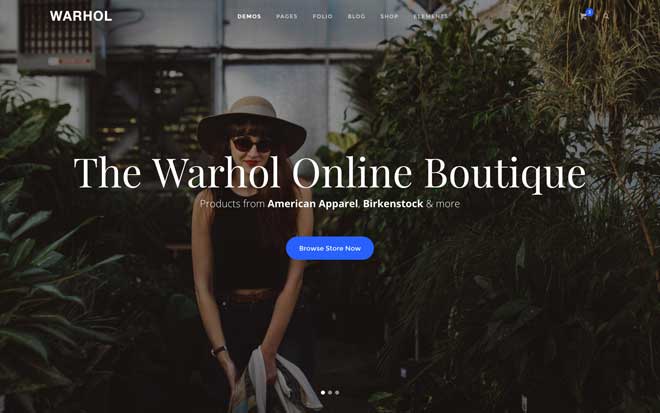 WARHOL
DEMOS PAGES FOLIO BLOG SHOP ELEMENTS
The Warhol Online Boutique
Products from American Apparel, Birkenstock & more
Browse Store Now